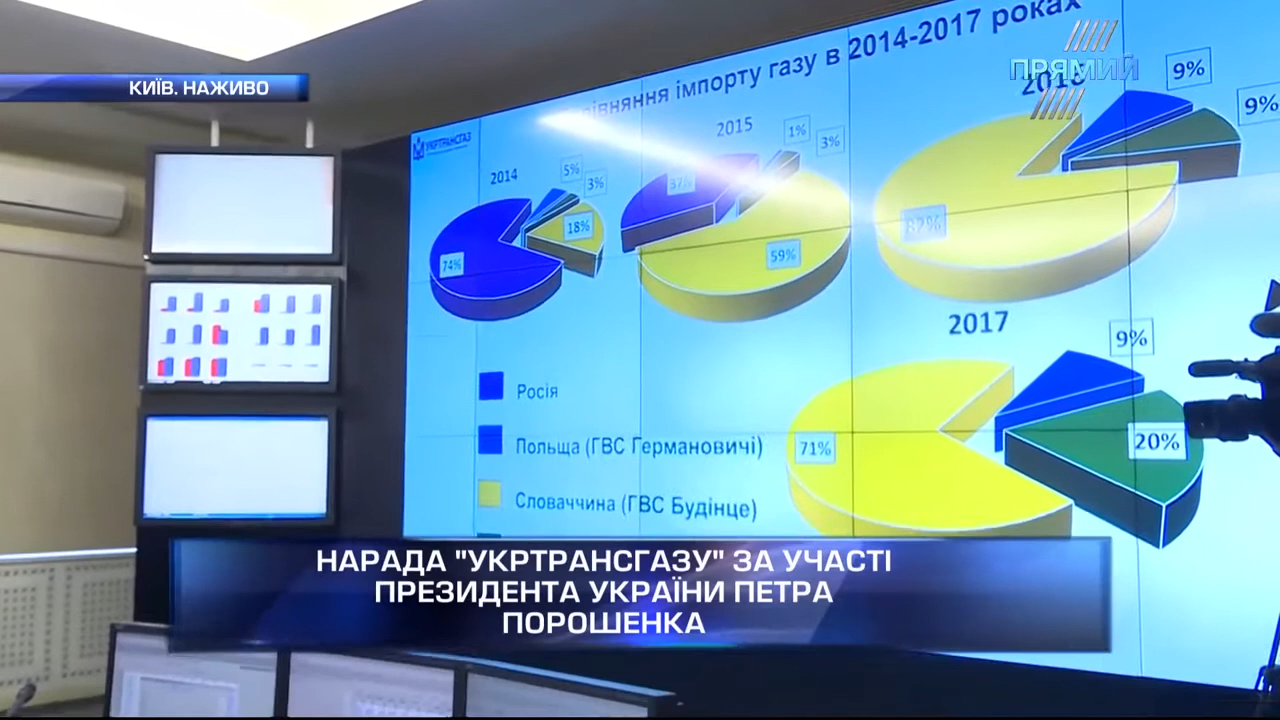 КИЇВ. НАЖИВО
ПРЯМИЙ
імпорту газу в 2014-2017 роках
УКРТРАНСГАЗ
2014
5%
3%
18%
74%
2015
1%
3%
37%
59%
9%
9%
82%
2017
9%
20%
71%
Росія
Польща (ГВС Германовичі)
Словаччина (ГВС Будінце)
НАРАДА "УКРТРАНСГАЗУ" ЗА УЧАСТІ
ПРЕЗИДЕНТА УКРАЇНИ ПЕТРА
ПОРОШЕНКА